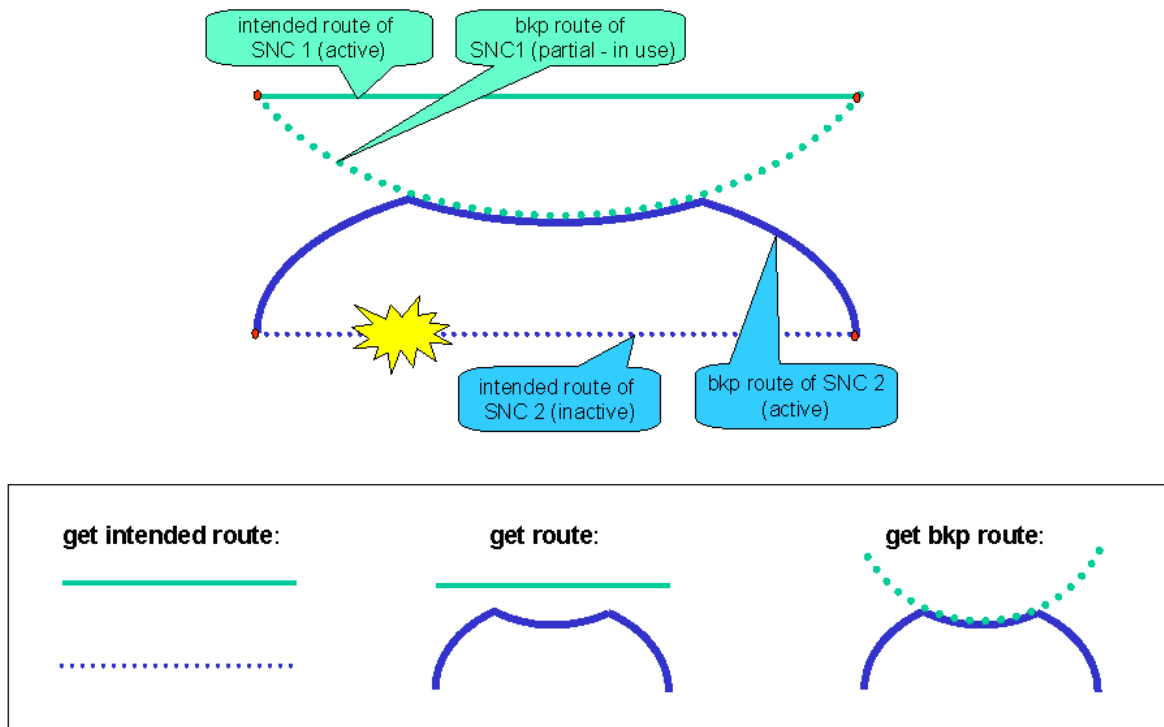 intended route of
SNC 1 (active)
bkp route of
SNC1 (partial - in use)
intended route of
SNC 2 (inactive)
bkp route of SNC 2
(active)
get intended route:
get route:
get bkp route: